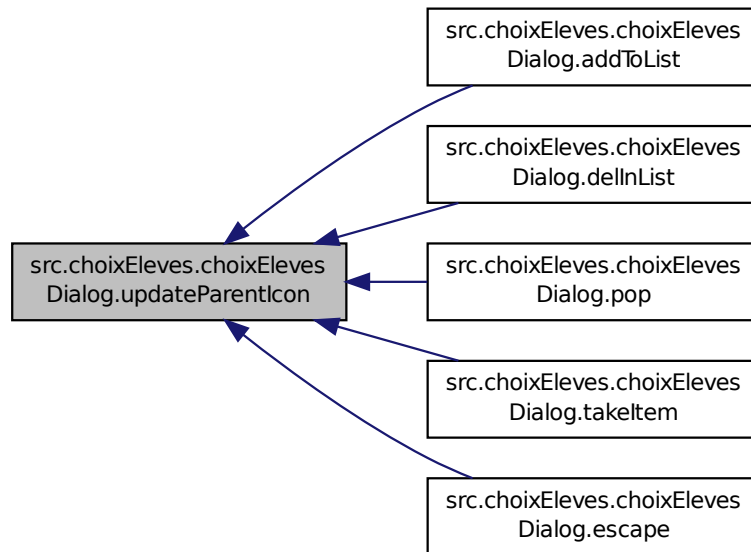 src.choixEleves.choixEleves
Dialog.addToList
src.choixEleves.choixEleves
Dialog.delInList
src.choixEleves.choixEleves
Dialog.updateParentIcon
src.choixEleves.choixEleves
Dialog.pop
src.choixEleves.choixEleves
Dialog.takeItem
src.choixEleves.choixEleves
Dialog.escape